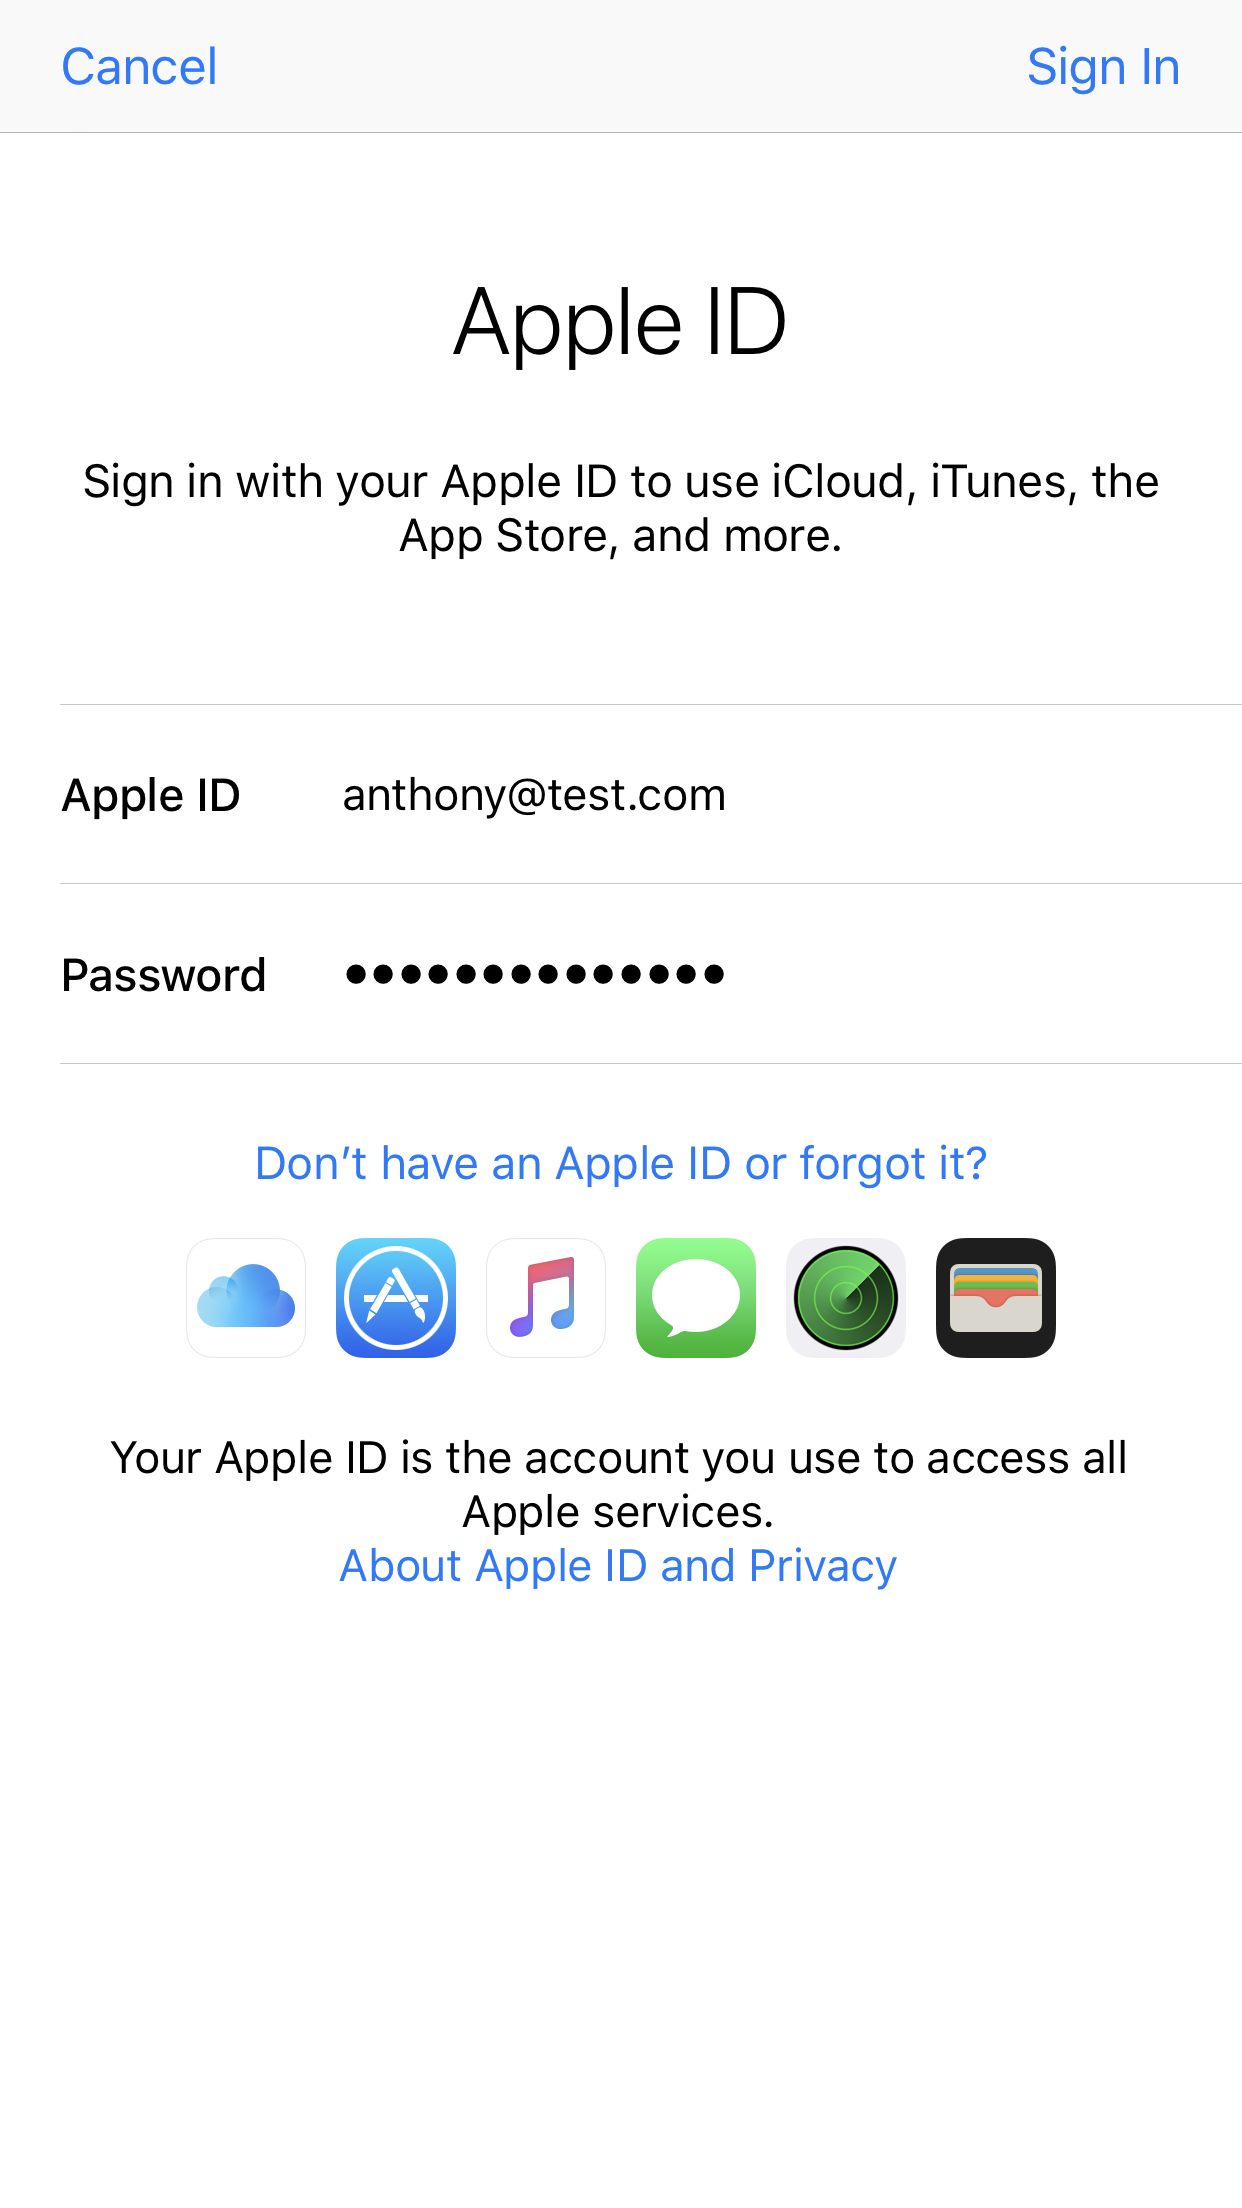 Cancel
Sign In
Apple ID
Sign in with your Apple ID to use iCloud, iTunes, the
App Store, and more.
Apple ID
anthony@test.com
Password
●●●●●●●●●●●●●●
Don’t have an Apple ID or forgot it?
Your Apple ID is the account you use to access all
Apple services.
About Apple ID and Privacy